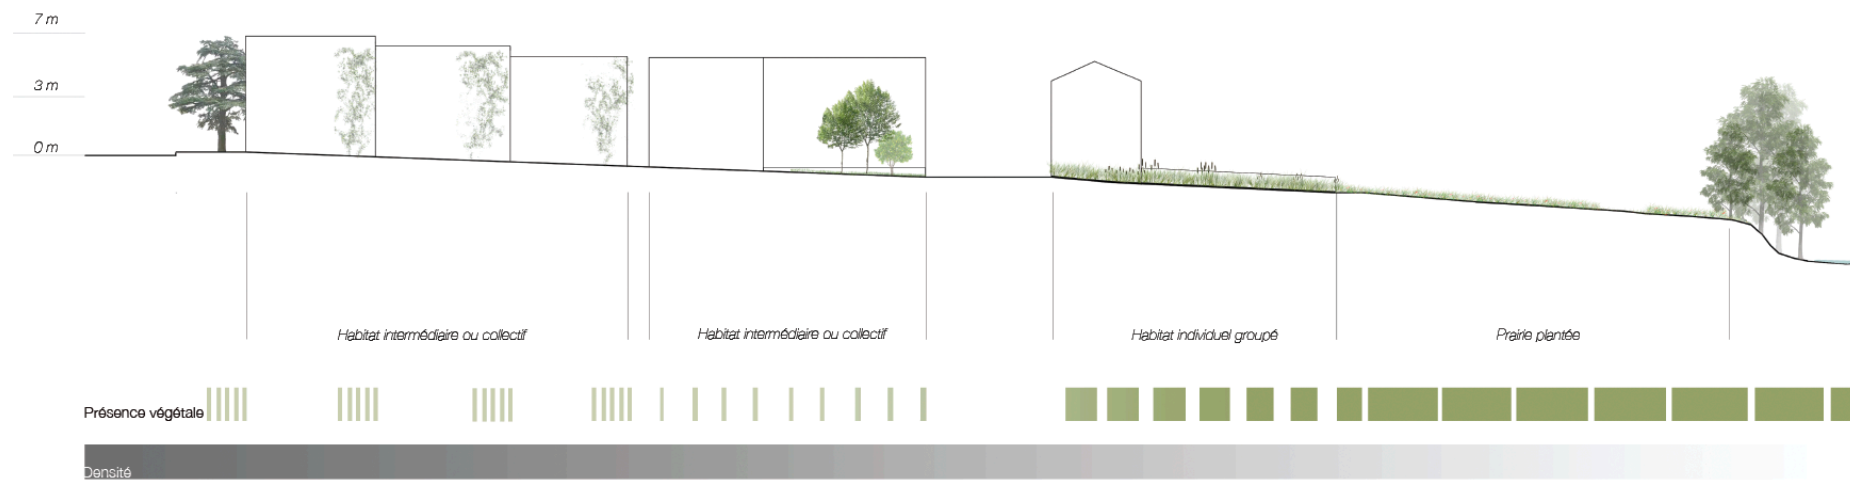 7 m
3 m
0 m
Habitat intermédiaire ou collectif
Habitat intermédiaire ou collectif
Habitat individuel groupé
Prairie plantée
Présence végétale
Densité